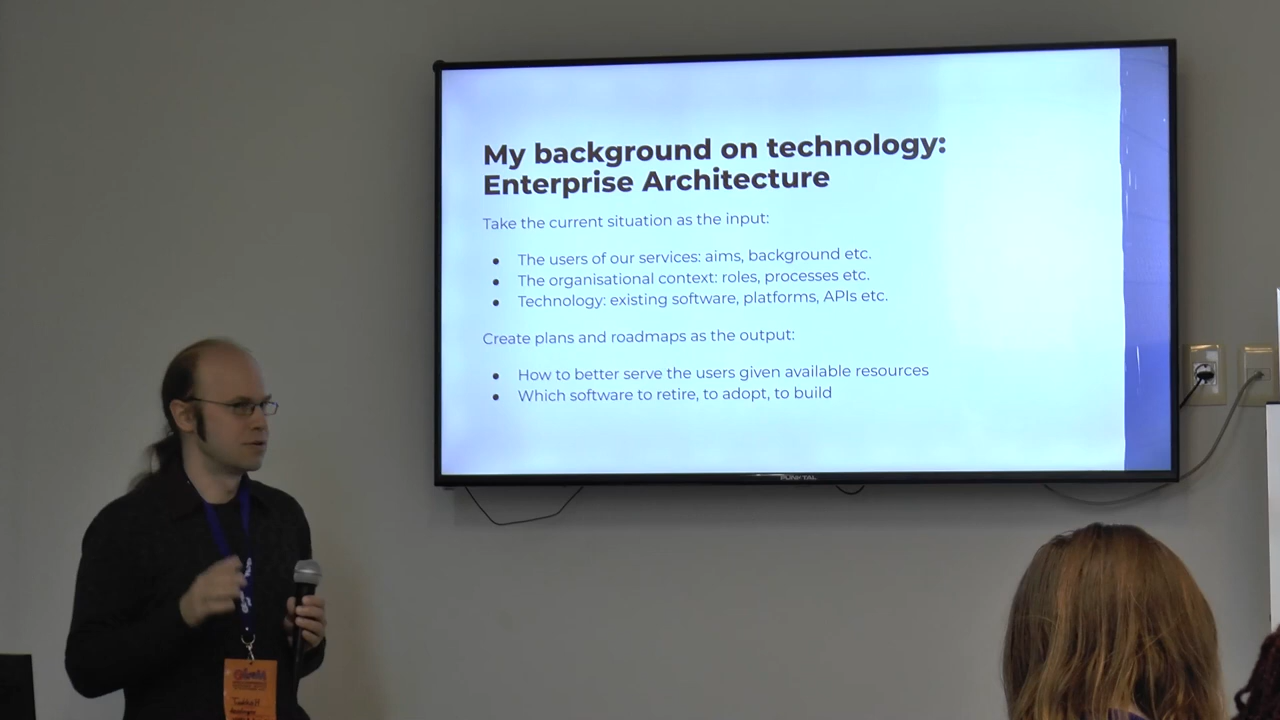 My background on technology:
Enterprise Architecture
Take the current situation as the input:
● The users of our services: aims, background etc.
● The organisational context: roles, processes etc.
● Technology: existing software, platforms, APIs etc.
Create plans and roadmaps as the output:
● How to better serve the users given available resources
● Which software to retire, to adopt, to build
PUNKTAL